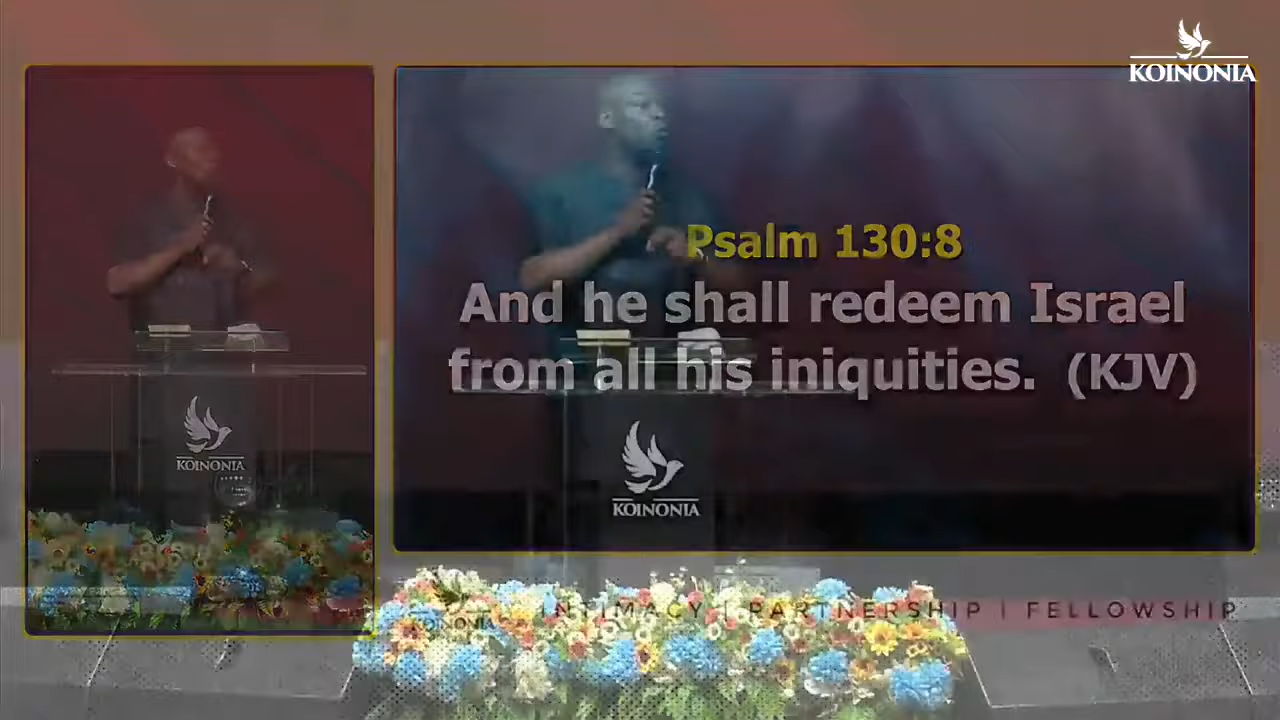 KOINONIA
Psalm 130:8
And he shall redeem Israel
from all his iniquities. (KJV)
KOINONIA
KOINONIA
KOINONIA
INTIMACY | PARTNERSHIP | FELLOWSHIP